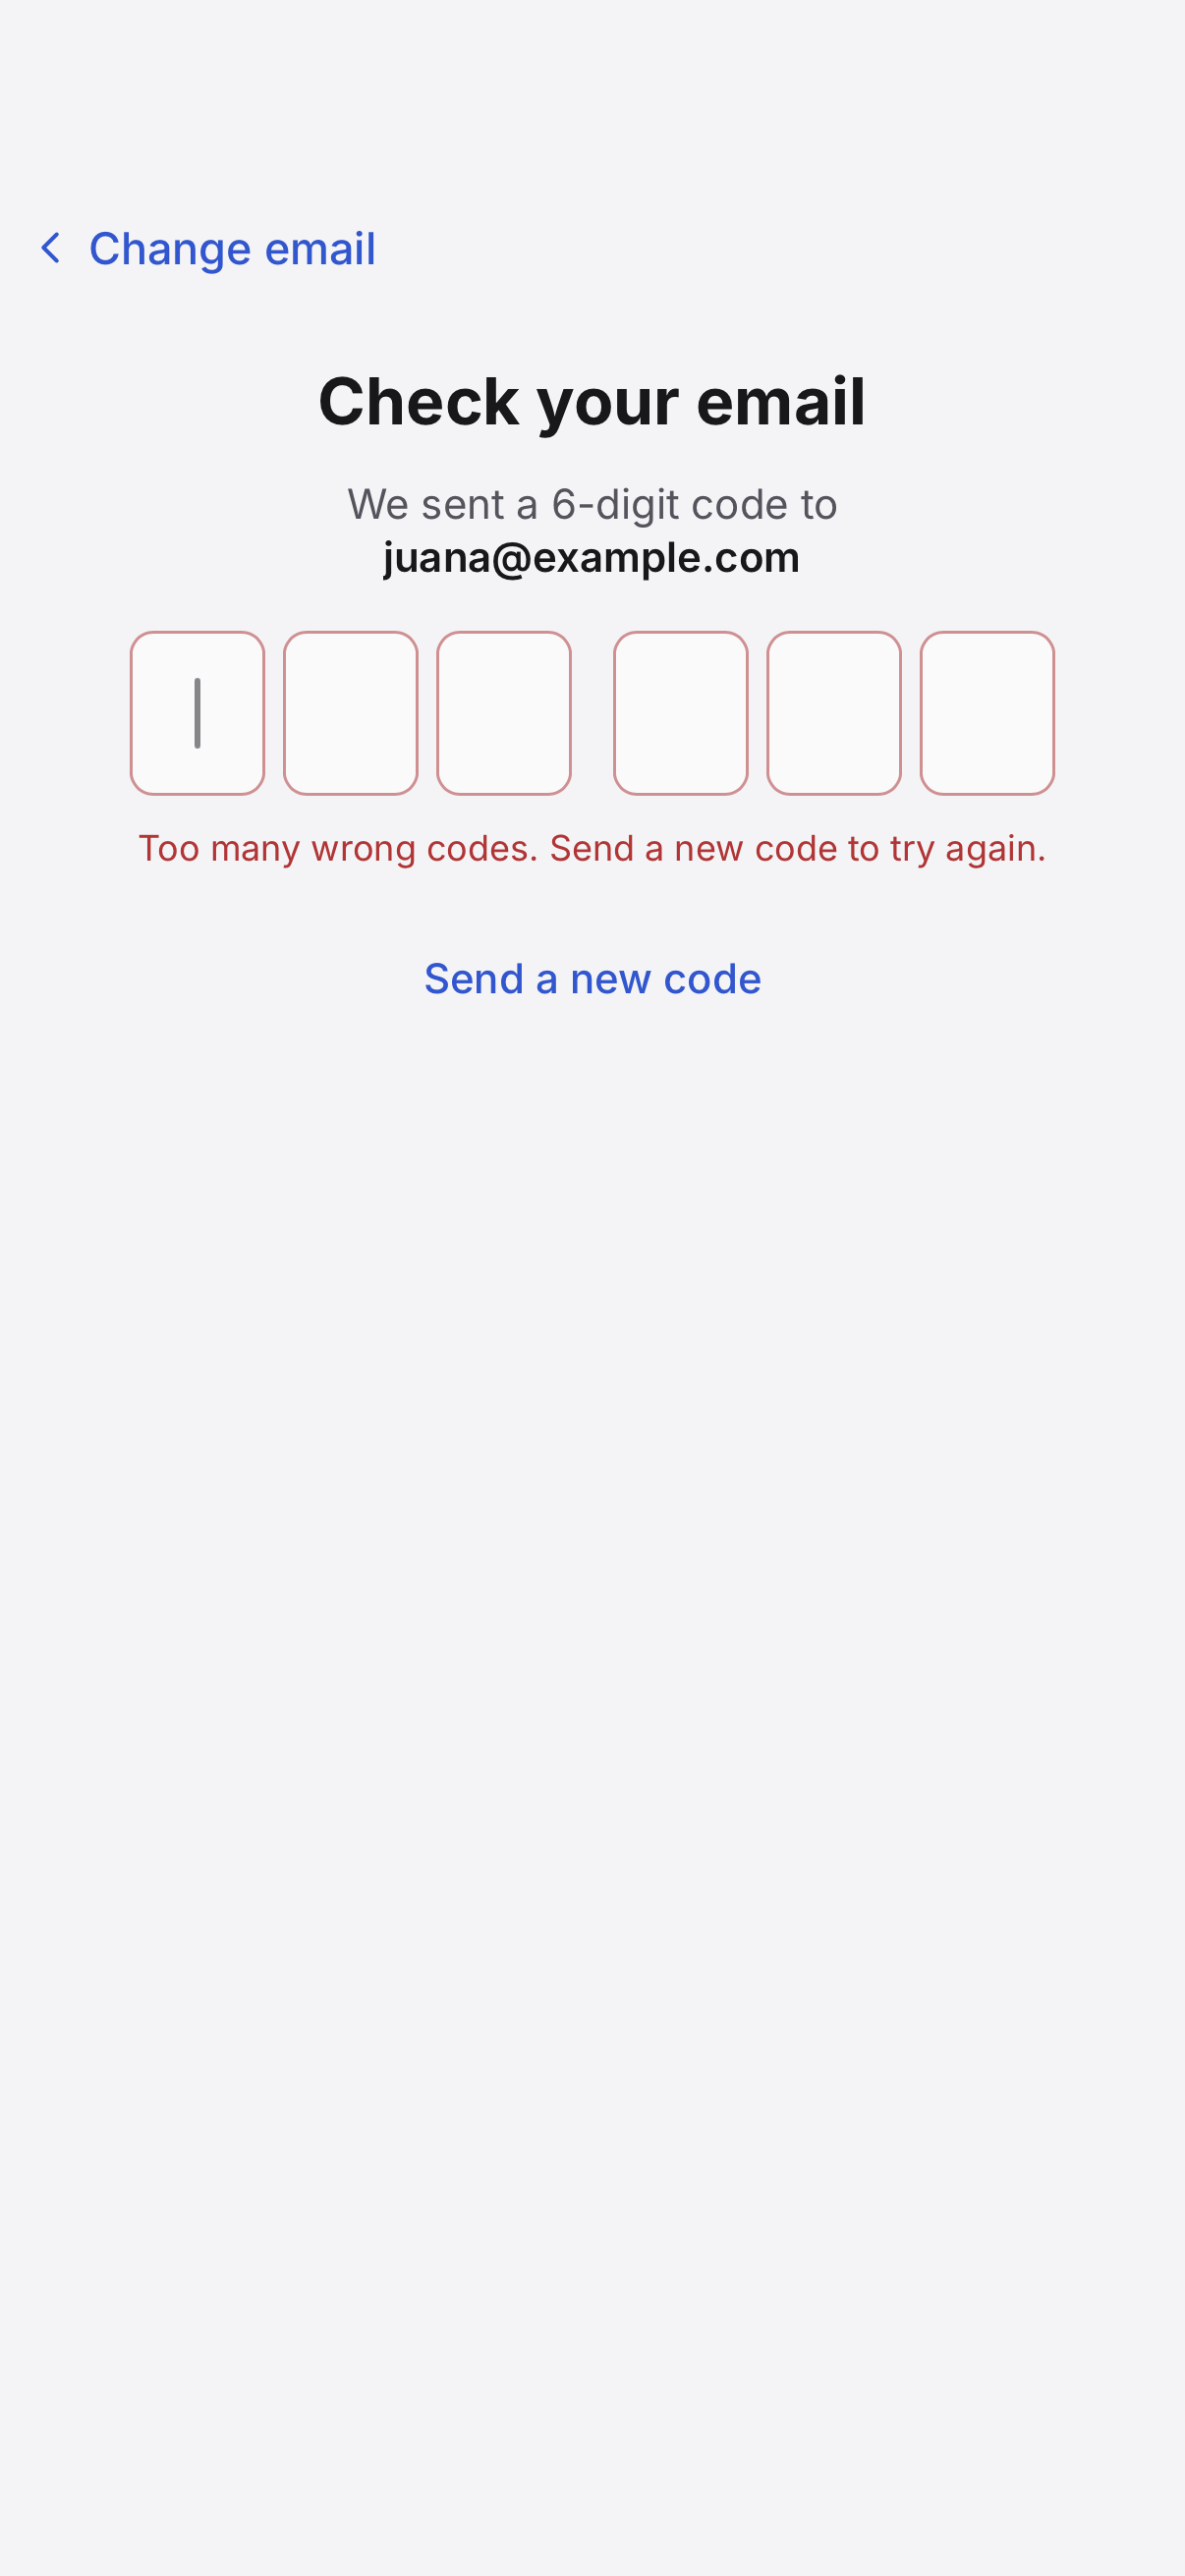 Change email
Check your email
We sent a 6-digit code to
juana@example.com
Too many wrong codes. Send a new code to try again.
Send a new code